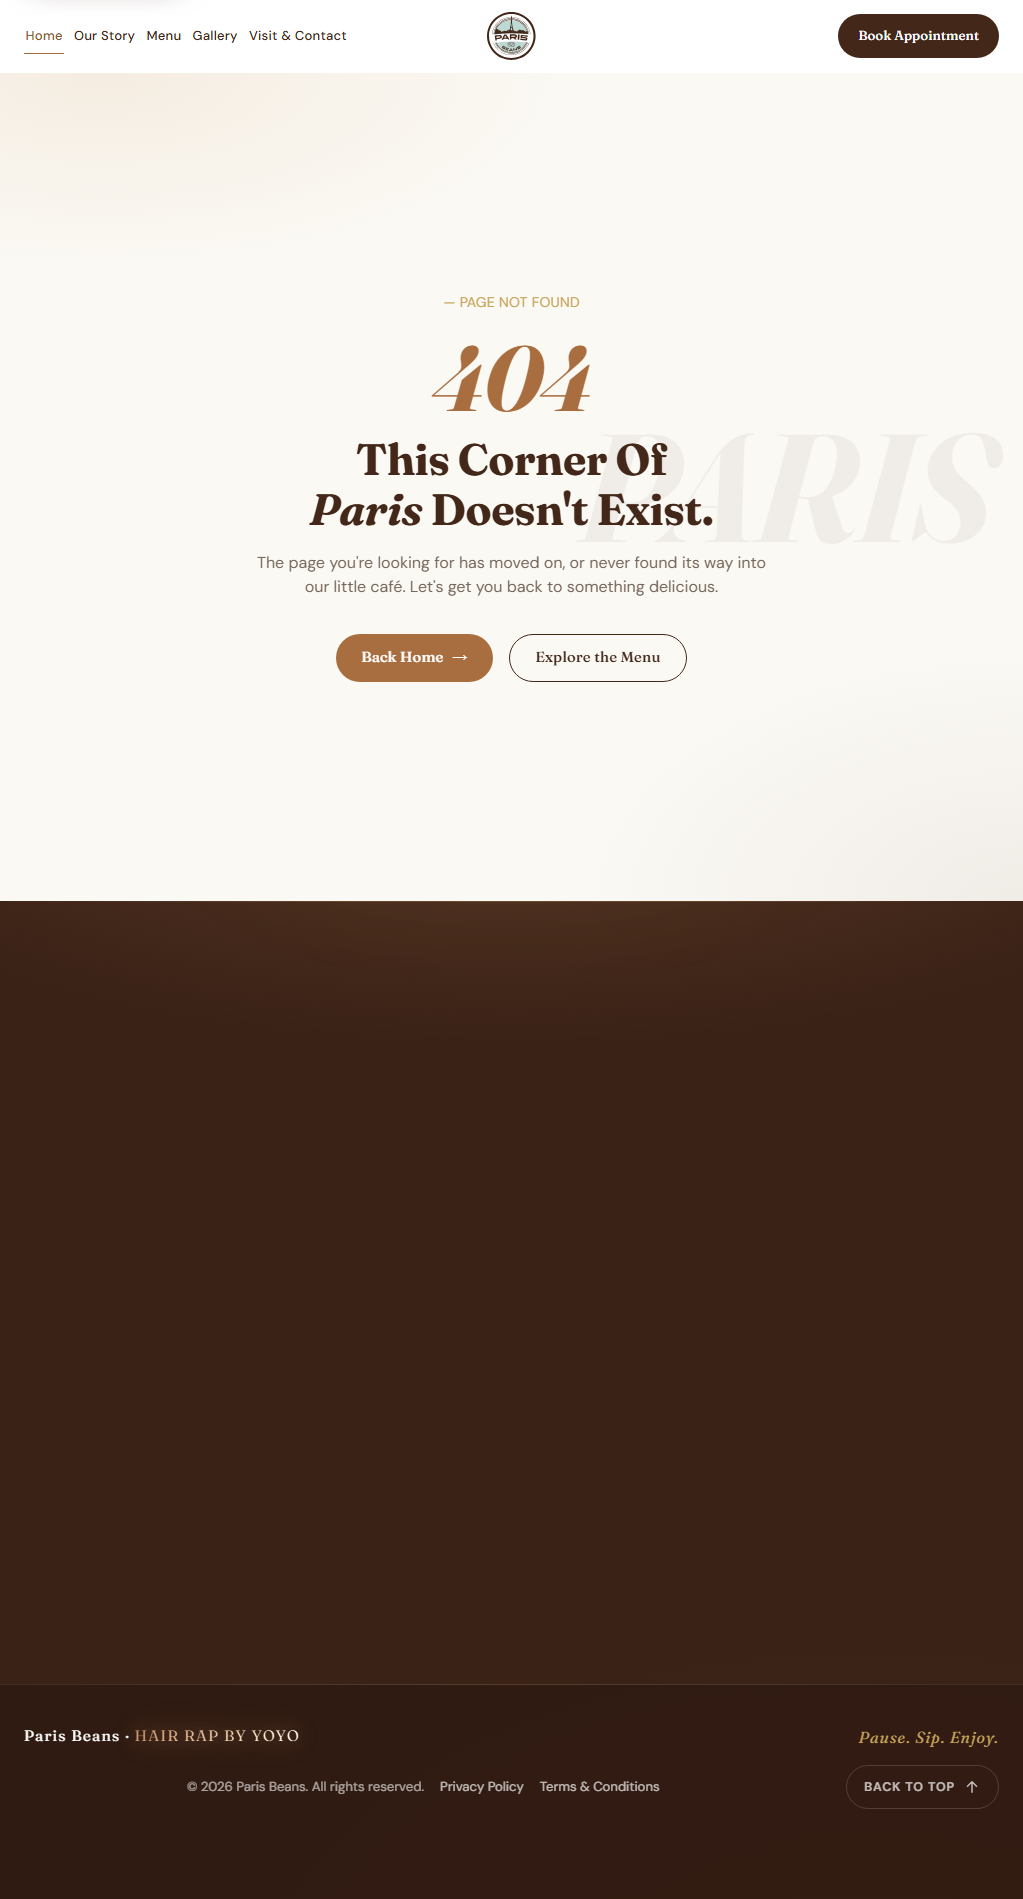 Home Our Story Menu Gallery Visit & Contact
PARIS
BEANS
Book Appointment
— PAGE NOT FOUND
404
This Corner Of
Paris Doesn't Exist.
PARIS
The page you're looking for has moved on, or never found its way into
our little café. Let's get you back to something delicious.
Back Home →
Explore the Menu
Paris Beans · HAIR RAP BY YOYO
Pause. Sip. Enjoy.
© 2026 Paris Beans. All rights reserved. Privacy Policy Terms & Conditions
BACK TO TOP ↑